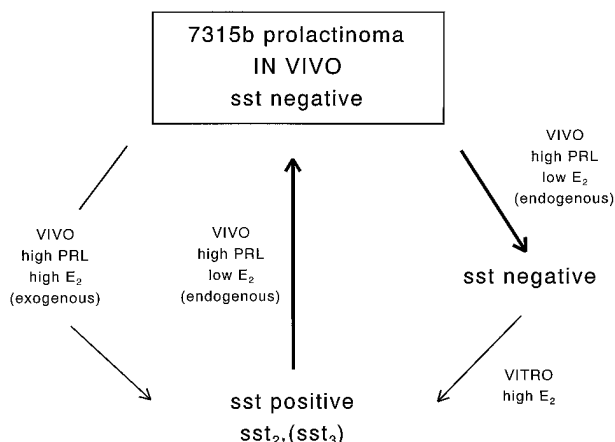 7315b prolactinoma
IN VIVO
sst negative
VIVO
high PRL
low E₂
(endogenous)
VIVO
high PRL
high E₂
(exogenous)
VIVO
high PRL
low E₂
(endogenous)
sst negative
VITRO
high E₂
sst positive
sst₂,(sst₃)